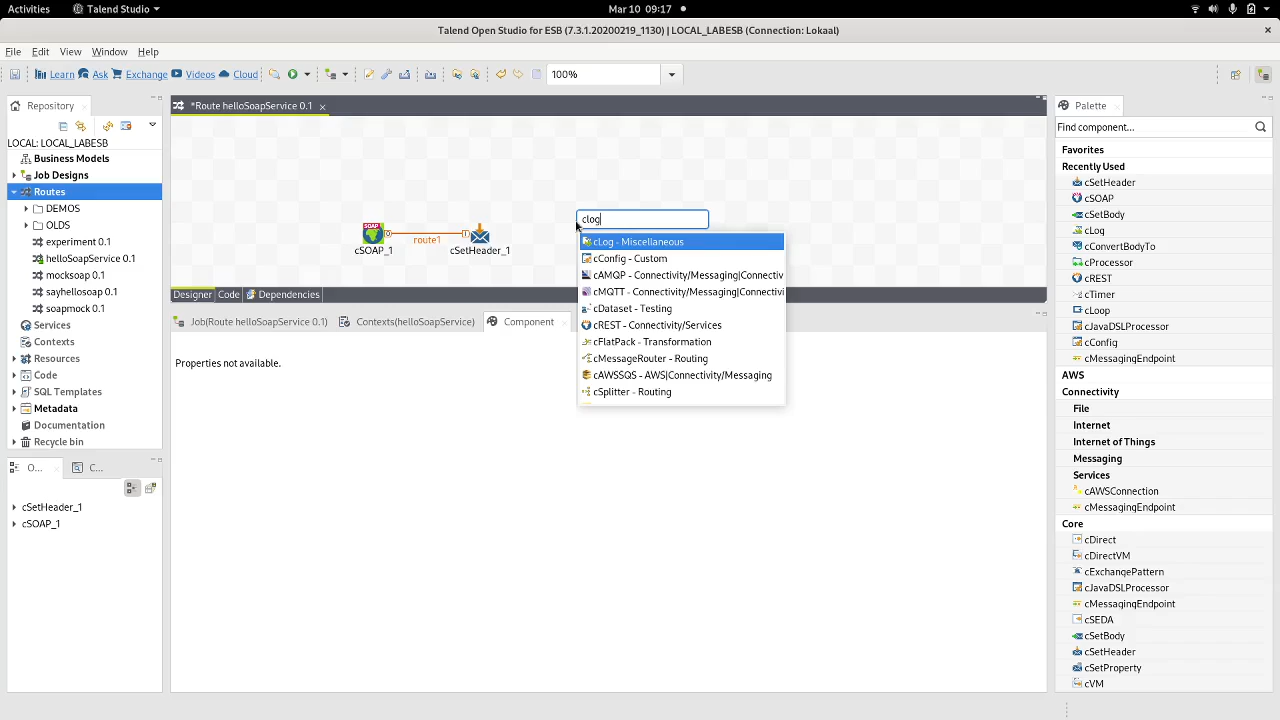 Activities
Talend Studio
Mar 10 09:17
Talend Open Studio for ESB (7.3.1.20200219_1130) | LOCAL_LABESB (Connection: Lokaal)
File Edit View Window Help
Learn Ask Exchange Videos Cloud
100%
Repository
LOCAL: LOCAL_LABESB
Business Models
Job Designs
Routes
DEMOS
OLDS
experiment 0.1
helloSoapService 0.1
mocksoap 0.1
sayhellosoap 0.1
soapmock 0.1
Services
Contexts
Resources
Code
SQL Templates
Metadata
Documentation
Recycle bin
O...
C...
cSetHeader_1
cSOAP_1
*Route helloSoapService 0.1
SOAP
route1
cSOAP_1
cSetHeader_1
clog
cLog - Miscellaneous
cConfig - Custom
cAMQP - Connectivity/Messaging|Connectiv
cMQTT - Connectivity/Messaging|Connectivi
cDataset - Testing
cREST - Connectivity/Services
cFlatPack - Transformation
cMessageRouter - Routing
cAWSSQS - AWS|Connectivity/Messaging
cSplitter - Routing
Designer Code Dependencies
Job(Route helloSoapService 0.1)
Contexts(helloSoapService)
Component
Properties not available.
Palette
Find component...
Favorites
Recently Used
cSetHeader
cSOAP
cSetBody
cLog
cConvertBodyTo
cProcessor
cREST
cTimer
cLoop
cJavaDSLProcessor
cConfig
cMessagingEndpoint
AWS
Connectivity
File
Internet
Internet of Things
Messaging
Services
cAWSConnection
cMessagingEndpoint
Core
cDirect
cDirectVM
cExchangePattern
cJavaDSLProcessor
cMessagingEndpoint
cSEDA
cSetBody
cSetHeader
cSetProperty
cVM